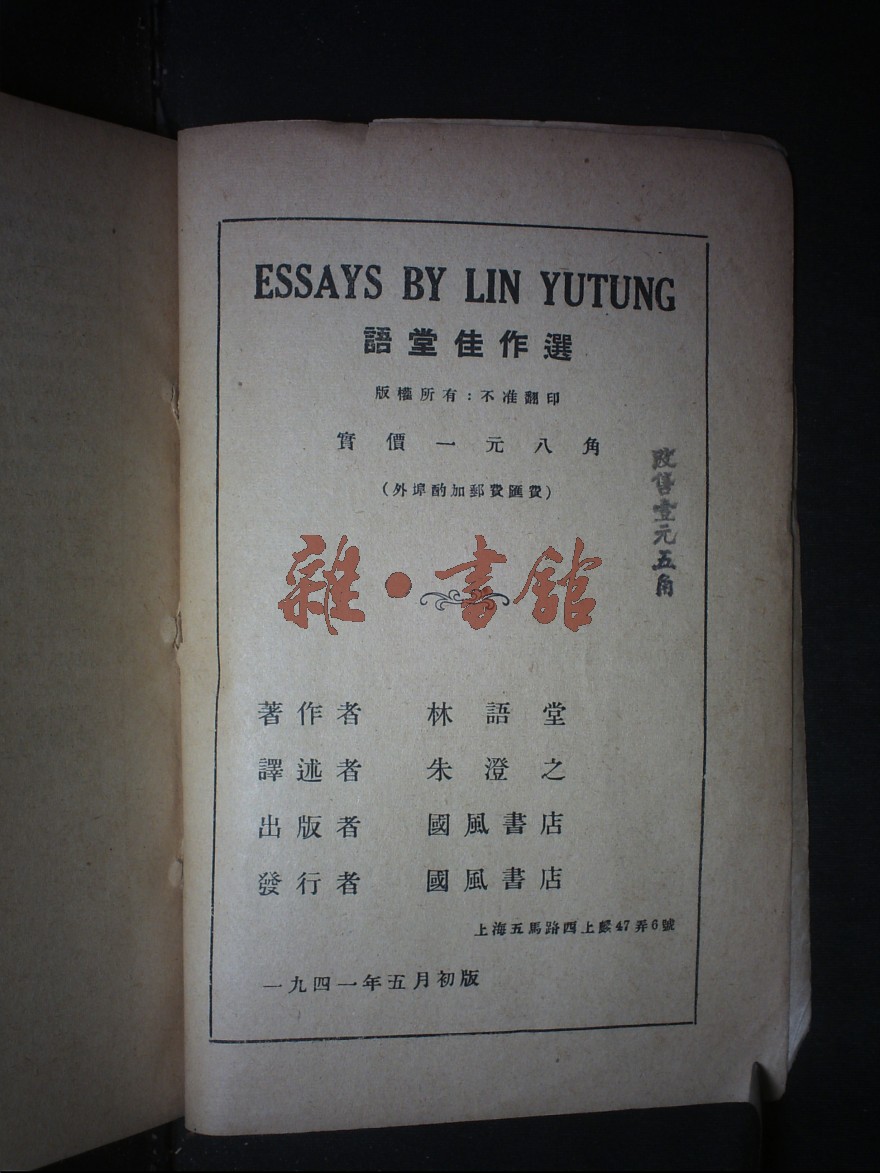 ESSAYS BY LIN YUTUNG
語堂佳作選
版權所有：不准翻印
實價一元八角
（外埠酌加郵費匯費）
改售壹元五角
雜・書館
著作者 林語堂
譯述者 朱澄之
出版者 國風書店
發行者 國風書店
上海五馬路西上麟47弄6號
一九四一年五月初版